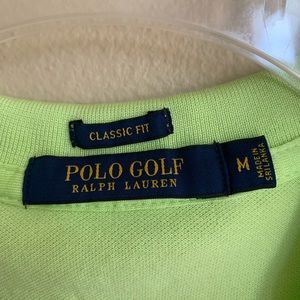 CLASSIC FIT
POLO GOLF
RALPH LAUREN
M
MADE IN
SRI LANKA